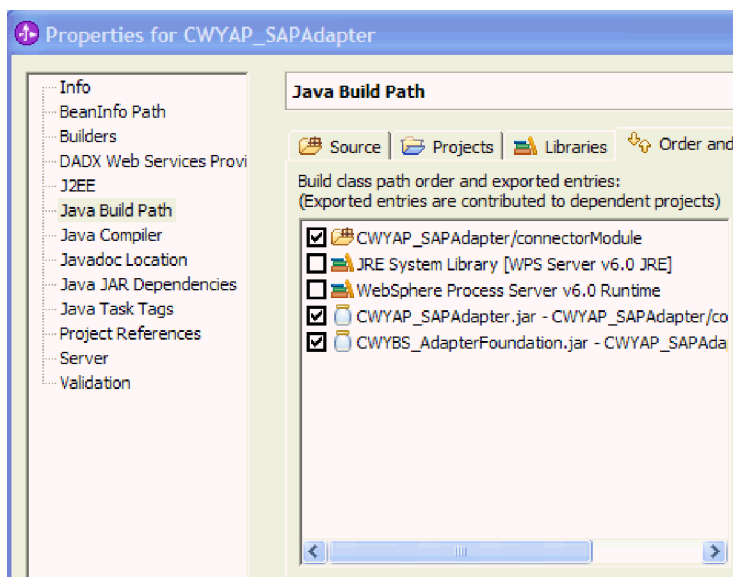 Properties for CWYAP_SAPAdapter
Info
BeanInfo Path
Builders
DADX Web Services Provi
J2EE
Java Build Path
Java Compiler
Javadoc Location
Java JAR Dependencies
Java Task Tags
Project References
Server
Validation
Java Build Path
Source Projects Libraries Order and
Build class path order and exported entries:
(Exported entries are contributed to dependent projects)
CWYAP_SAPAdapter/connectorModule
JRE System Library [WPS Server v6.0 JRE]
WebSphere Process Server v6.0 Runtime
CWYAP_SAPAdapter.jar - CWYAP_SAPAdapter/co
CWYBS_AdapterFoundation.jar - CWYAP_SAPAda